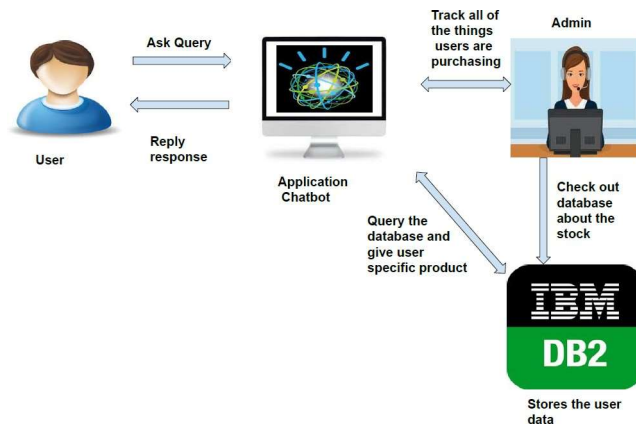 Ask Query
Reply
response
User
Application
Chatbot
Track all of
the things
users are
purchasing
Admin
Query the
database and
give user
specific product
Check out
database
about the
stock
IBM
DB2
Stores the user
data